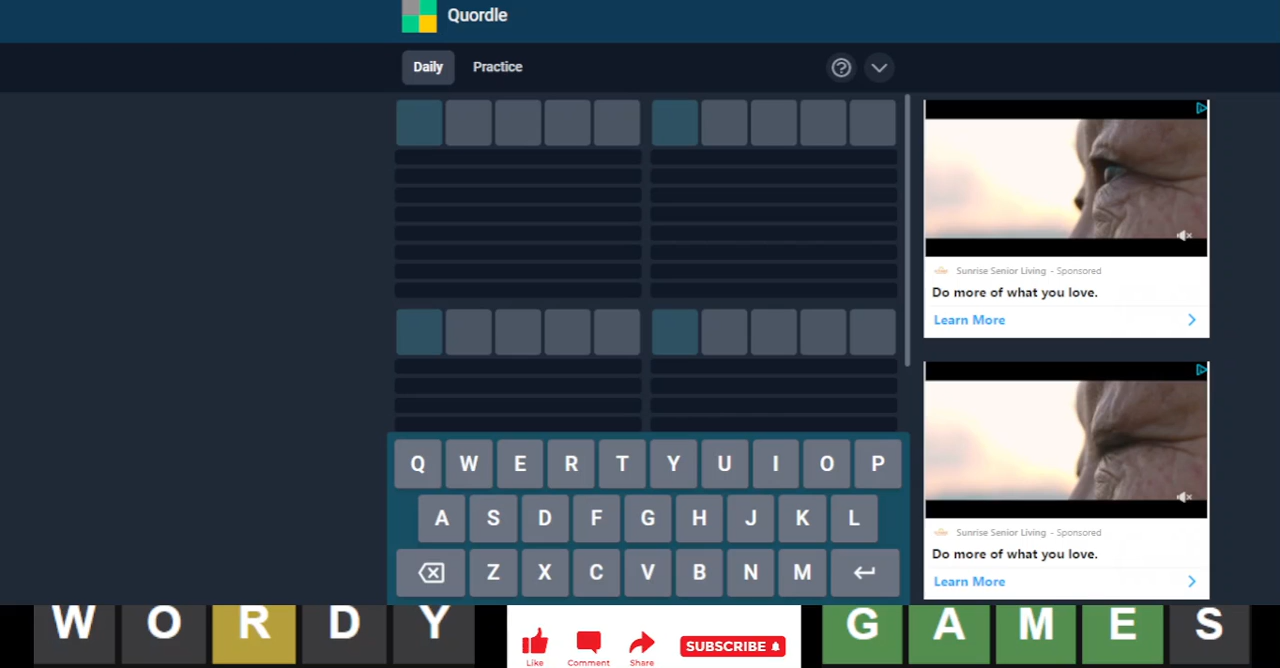 Quordle
Daily Practice
Sunrise Senior Living - Sponsored
Do more of what you love.
Learn More
Sunrise Senior Living - Sponsored
Do more of what you love.
Learn More
Q W E R T Y U I O P
A S D F G H J K L
Z X C V B N M
W O R D Y
Like Comment Share
SUBSCRIBE
G A M E S